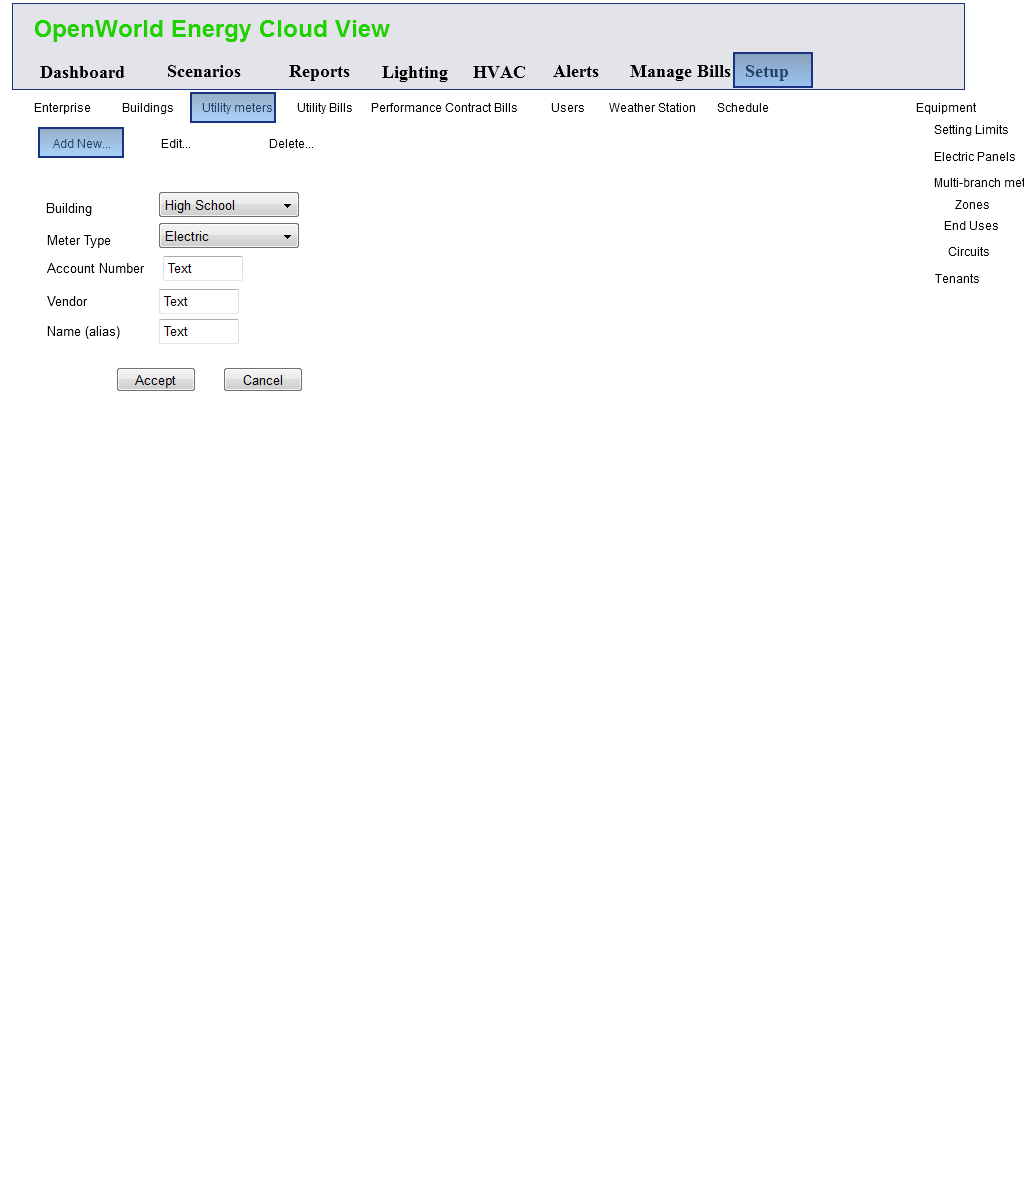 OpenWorld Energy Cloud View
Dashboard Scenarios Reports Lighting HVAC Alerts Manage Bills Setup
Enterprise Buildings Utility meters Utility Bills Performance Contract Bills Users Weather Station Schedule Equipment
Setting Limits
Add New... Edit... Delete...
Electric Panels
Multi-branch met
Zones
Building High School
End Uses
Meter Type Electric
Circuits
Account Number Text
Tenants
Vendor Text
Name (alias) Text
Accept Cancel